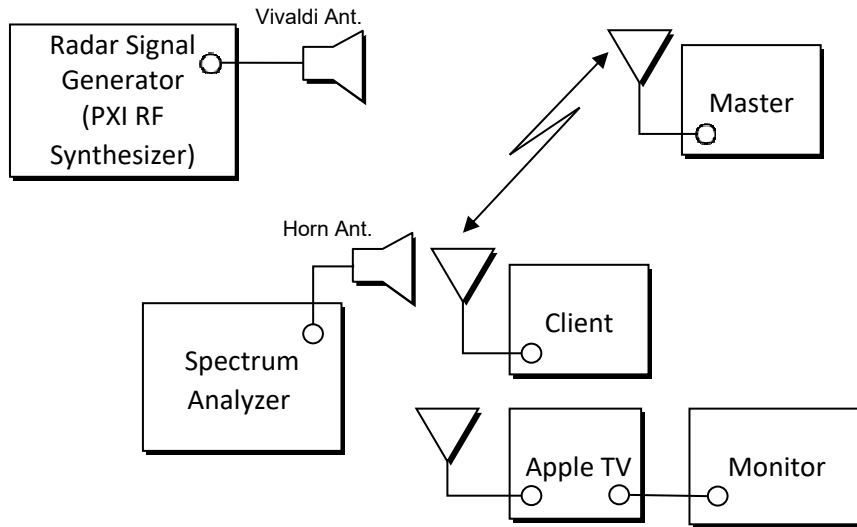 Vivaldi Ant.
Radar Signal
Generator
(PXI RF
Synthesizer)
Master
Horn Ant.
Client
Spectrum
Analyzer
Apple TV
Monitor